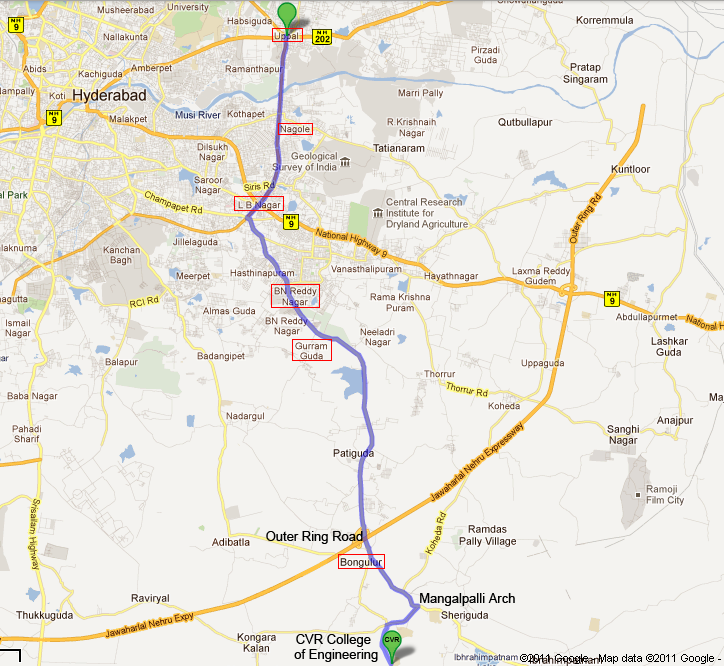 Musheerabad
University
Habsiguda
NH
9
Nallakunta
Uppal
NH
202
Korremmula
Abids
Amberpet
Kachiguda
Ramanthapur
Pirzadi
Guda
Pratap
Singaram
Koti
Hyderabad
Marri Pally
NH
9
Malakpet
Musi River
Kothapet
R Krishnaih
Nagar
Qutbullapur
Nagole
Dilsukh
Nagar
Tatianaram
Geological
Survey of India
Kuntloor
Saroor
Nagar
Siris Rd
Champapet Rd
L B Nagar
Central Research
Institute for
Dryland Agriculture
Outer Ring Rd
NH
9
National Highway 9
Kanchan
Bagh
Jillelaguda
Meerpet
Hasthinapuram
Vanasthalipuram
Hayathnagar
Laxma Reddy
Gudem
NH
9
RCI Rd
BN Reddy
Nagar
Rama Krishna
Puram
Almas Guda
BN Reddy
Nagar
Abdullapurmet
National H
Ismail
Nagar
Neeladri
Nagar
Lashkar
Guda
Gurram
Guda
Badangipet
Balapur
Uppaguda
Thorrur
Thorrur Rd
Baba Nagar
Koheda
Nadargul
Anajpur
Pahadi
Sharif
Sanghi
Nagar
Patiguda
Jawaharlal Nehru Expressway
Ramoji
Film City
Srisailam Highway
Outer Ring Road
Koheda Rd
Ramdas
Pally Village
Adibatla
Bongulur
Raviryal
Mangalpalli Arch
Thukkuguda
Sheriguda
Jawaharlal Nehru Expy
Kongara
Kalan
CVR College
of Engineering
CVR
Ibrahimpatnam
©2011 Google - Map data ©2011 Google -